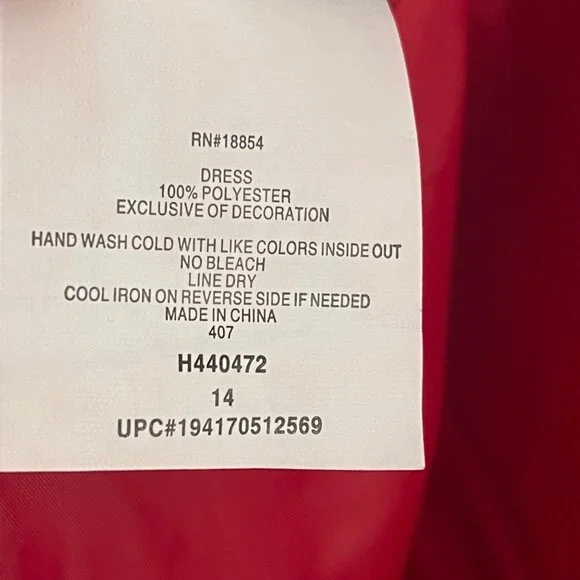 RN#18854
DRESS
100% POLYESTER
EXCLUSIVE OF DECORATION
HAND WASH COLD WITH LIKE COLORS INSIDE OUT
NO BLEACH
LINE DRY
COOL IRON ON REVERSE SIDE IF NEEDED
MADE IN CHINA
407
H440472
14
UPC#194170512569